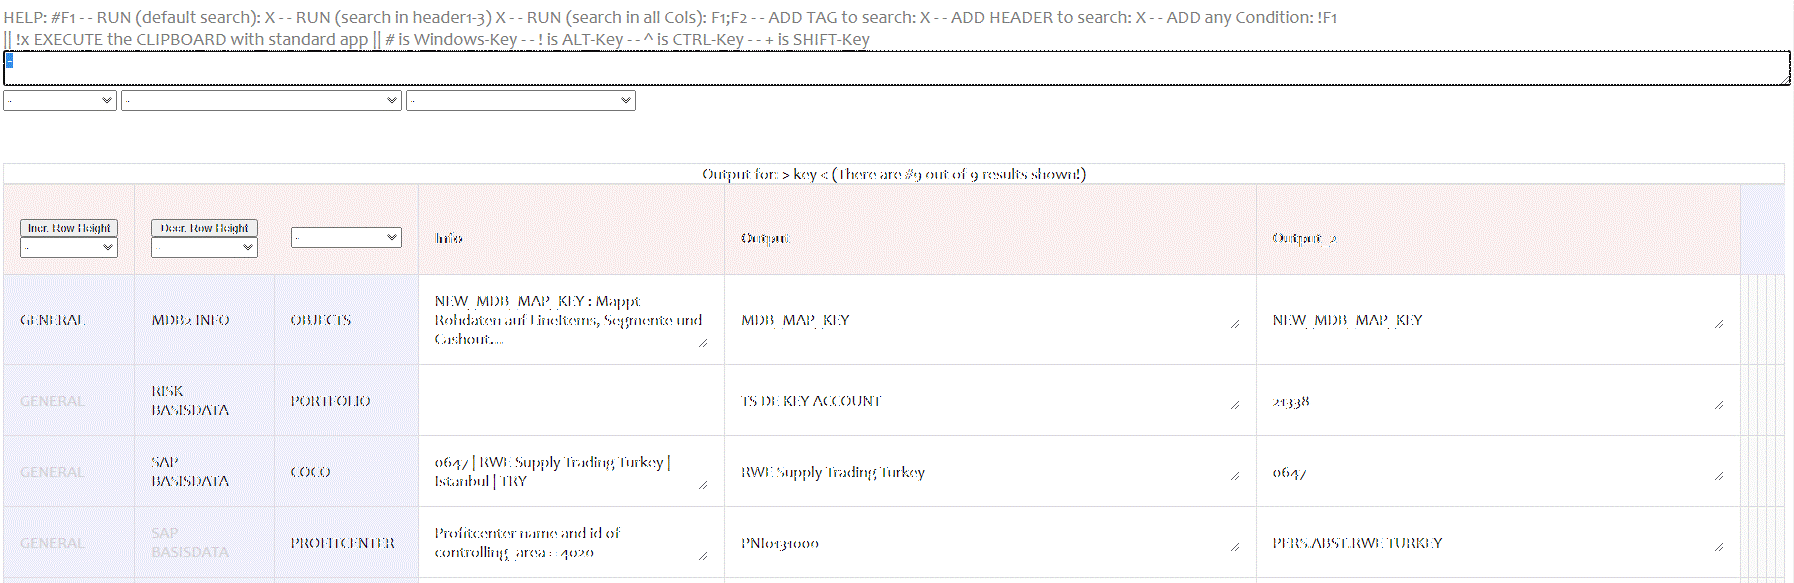 HELP: #F1 -- RUN (default search): X -- RUN (search in header1-3) X -- RUN (search in all Cols): F1;F2 -- ADD TAG to search: X -- ADD HEADER to search: X -- ADD any Condition: !F1
|| !x EXECUTE the CLIPBOARD with standard app || # is Windows-Key -- ! is ALT-Key -- ^ is CTRL-Key -- + is SHIFT-Key
Output for: > key < (There are #9 out of 9 results shown!)
Incr. Row Height
Decr. Row Height
Info
Output
Output_2
GENERAL
MDB2 INFO
OBJECTS
NEW_MDB_MAP_KEY : Mappt
Rohdaten auf LineItems, Segmente und
Cashout....
MDB_MAP_KEY
NEW_MDB_MAP_KEY
GENERAL
RISK
BASISDATA
PORTFOLIO
TS DE KEY ACCOUNT
21338
GENERAL
SAP
BASISDATA
COCO
0647 | RWE Supply Trading Turkey |
Istanbul | TRY
RWE Supply Trading Turkey
0647
GENERAL
SAP
BASISDATA
PROFITCENTER
Profitcenter name and id of
controlling_area = 4020
PNI0131000
PERS.ABST.RWE TURKEY